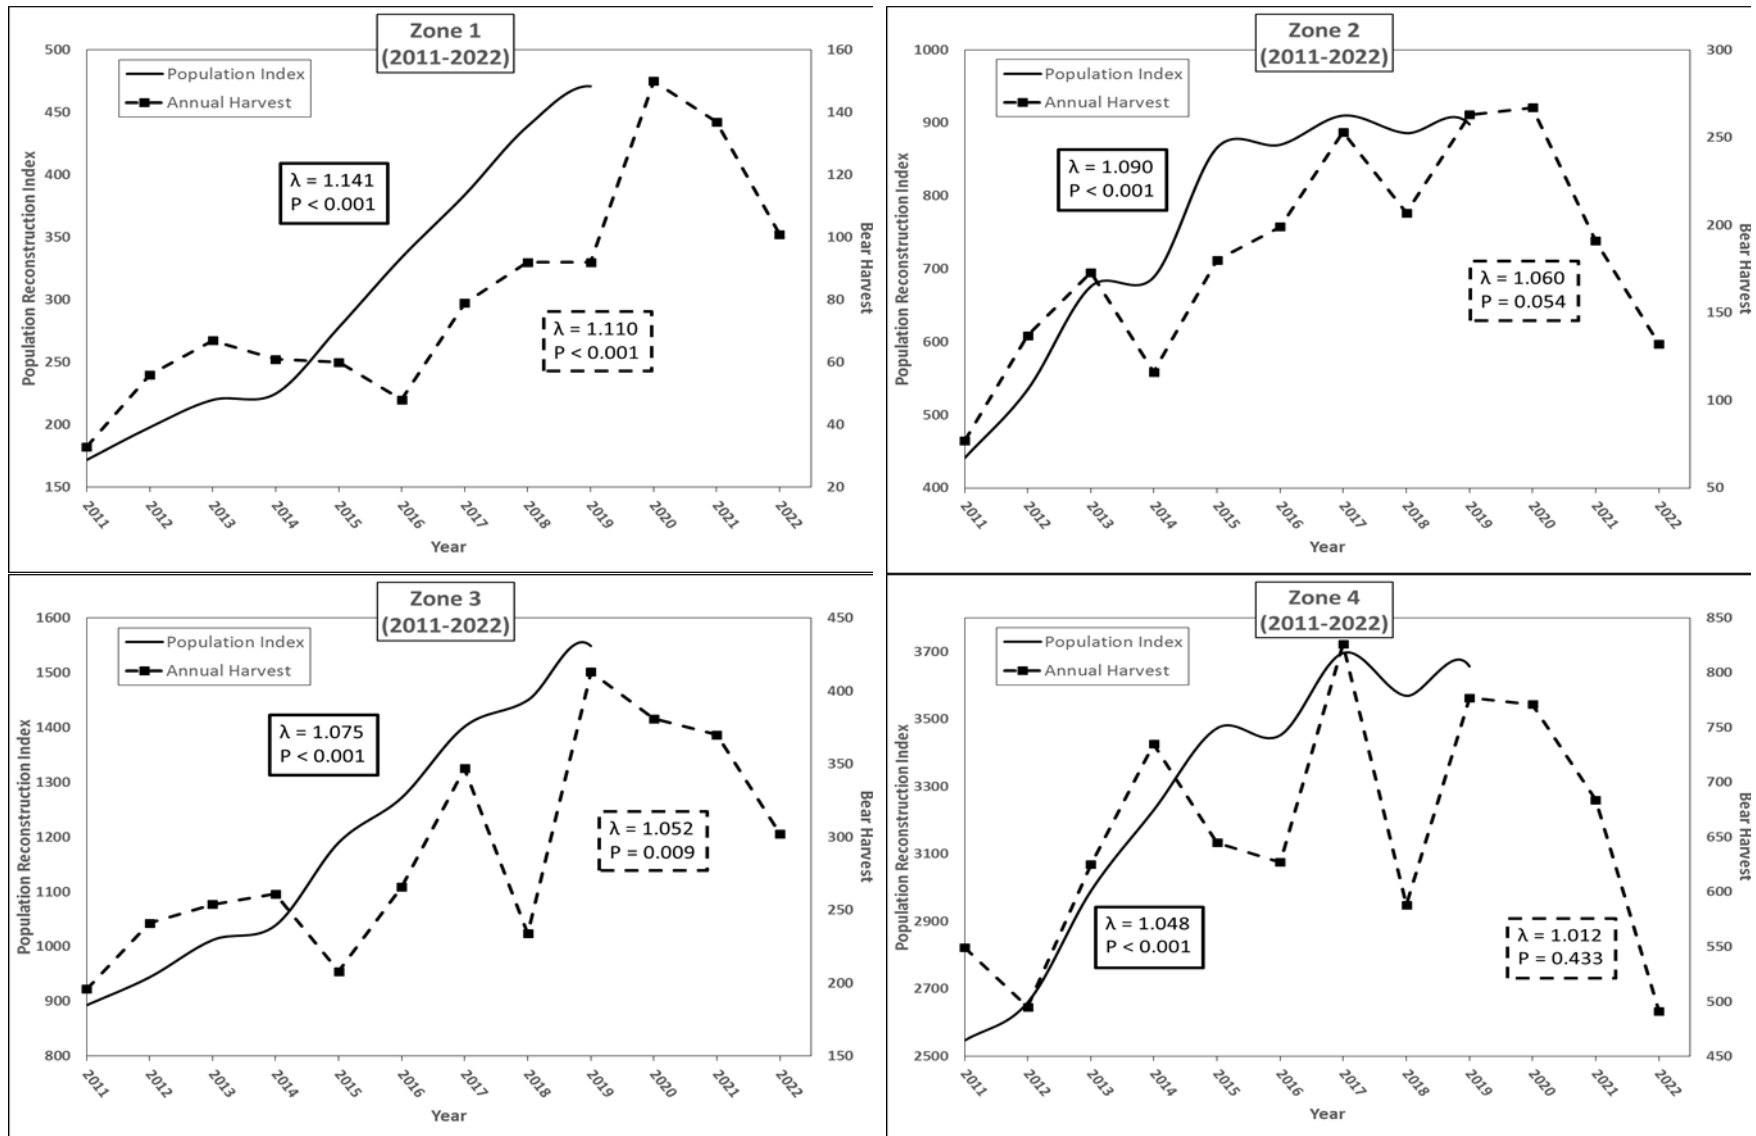 Zone 1
(2011-2022)
Population Index
Annual Harvest
λ = 1.141
P < 0.001
λ = 1.110
P < 0.001
Population Reconstruction Index
500
450
400
350
300
250
200
150
Bear Harvest
160
140
120
100
80
60
40
20
2011
2012
2013
2014
2015
2016
2017
2018
2019
2020
2021
2022
Year
Zone 2
(2011-2022)
Population Index
Annual Harvest
λ = 1.090
P < 0.001
λ = 1.060
P = 0.054
Population Reconstruction Index
1000
900
800
700
600
500
400
Bear Harvest
300
250
200
150
100
50
2011
2012
2013
2014
2015
2016
2017
2018
2019
2020
2021
2022
Year
Zone 3
(2011-2022)
Population Index
Annual Harvest
λ = 1.075
P < 0.001
λ = 1.052
P = 0.009
Population Reconstruction Index
1600
1500
1400
1300
1200
1100
1000
900
800
Bear Harvest
450
400
350
300
250
200
150
2011
2012
2013
2014
2015
2016
2017
2018
2019
2020
2021
2022
Year
Zone 4
(2011-2022)
Population Index
Annual Harvest
λ = 1.048
P < 0.001
λ = 1.012
P = 0.433
Population Reconstruction Index
3700
3500
3300
3100
2900
2700
2500
Bear Harvest
850
800
750
700
650
600
550
500
450
2011
2012
2013
2014
2015
2016
2017
2018
2019
2020
2021
2022
Year